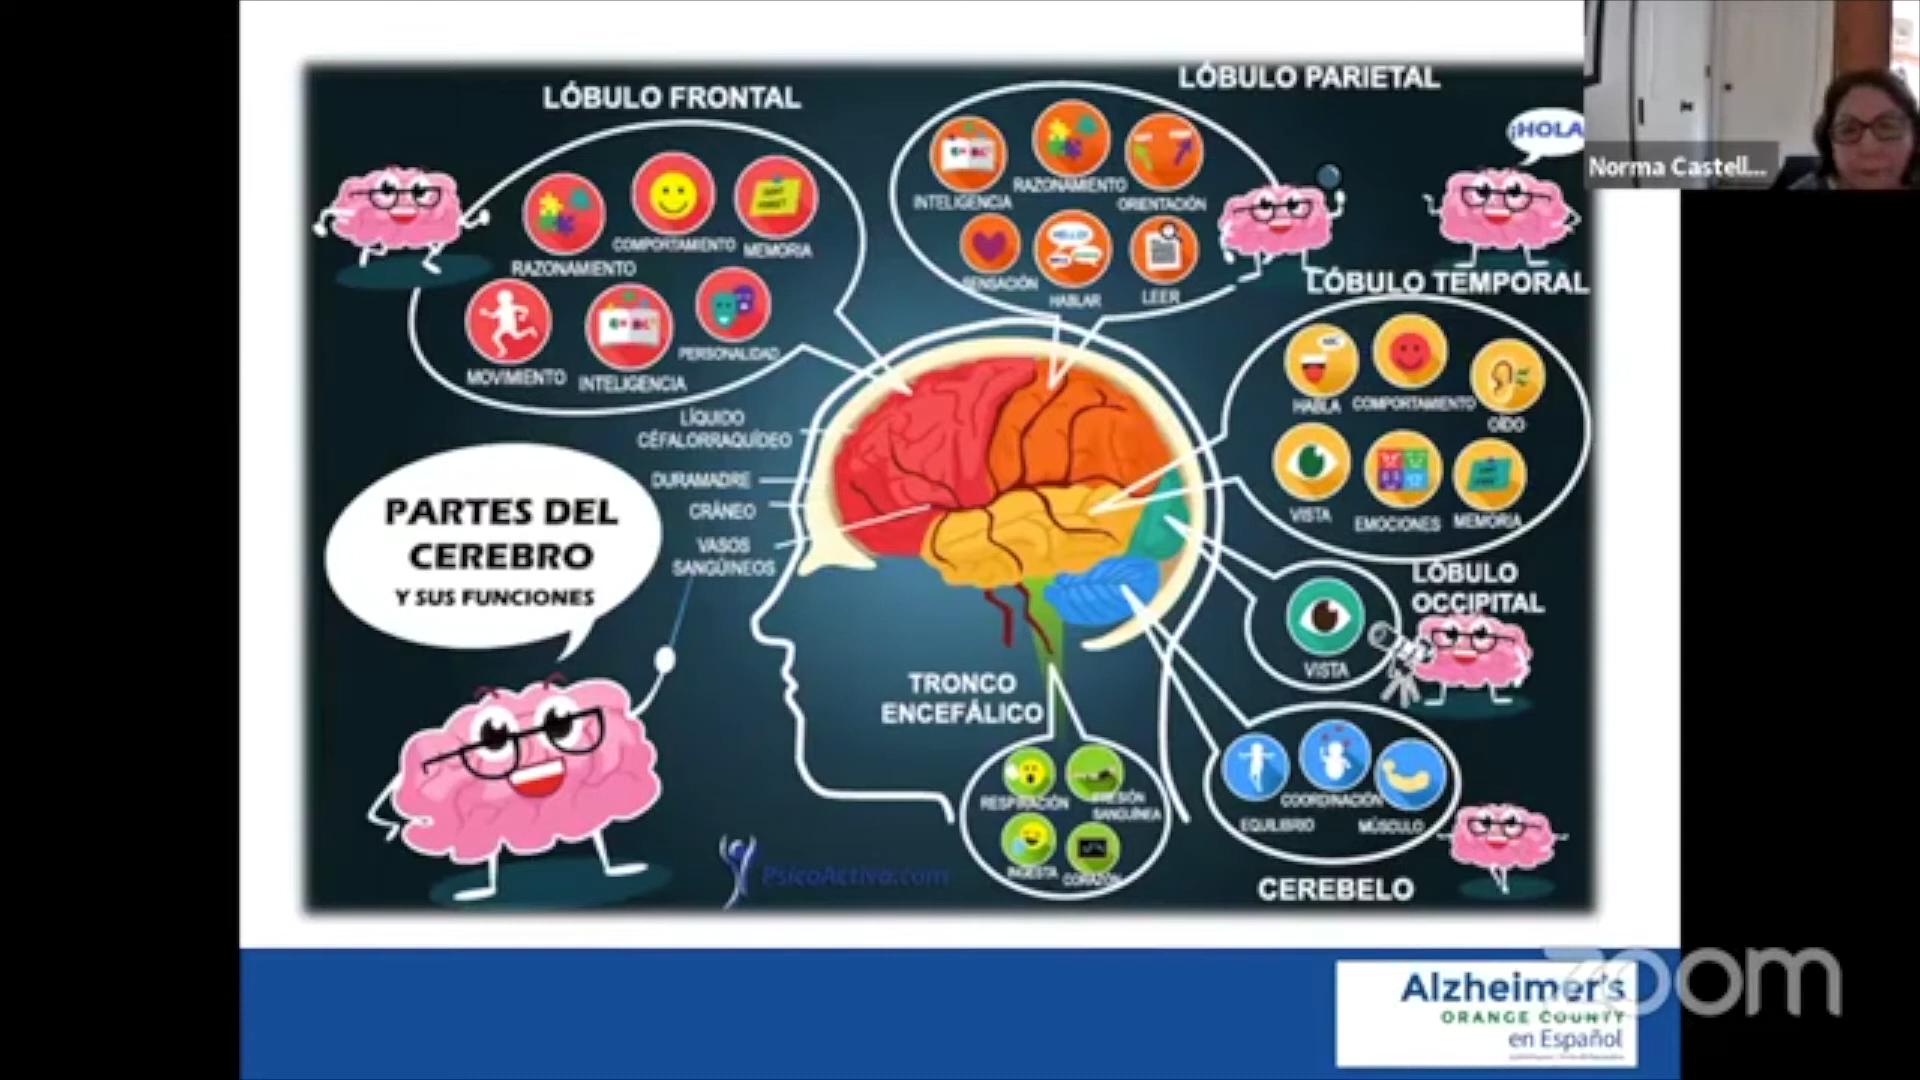 LÓBULO FRONTAL
RAZONAMIENTO
COMPORTAMIENTO
MEMORIA
MOVIMIENTO
INTELIGENCIA
PERSONALIDAD
LÓBULO PARIETAL
INTELIGENCIA
RAZONAMIENTO
ORIENTACIÓN
SENSACIÓN
HELLO!
HABLAR
LEER
¡HOLA
Norma Castell...
LÓBULO TEMPORAL
ABC
HABLA
COMPORTAMIENTO
OÍDO
VISTA
EMOCIONES
MEMORIA
LÍQUIDO
CÉFALORRAQUÍDEO
DURAMADRE
CRÁNEO
VASOS
SANGÜINEOS
PARTES DEL
CEREBRO
Y SUS FUNCIONES
LÓBULO
OCCIPITAL
VISTA
TRONCO
ENCEFÁLICO
RESPIRACIÓN
PRESIÓN
SANGUÍNEA
INGESTA
CORAZÓN
COORDINACIÓN
EQUILIBRIO
MÚSCULO
CEREBELO
PsicoActiva.com
zoom
Alzheimer's
ORANGE COUNTY
en Español